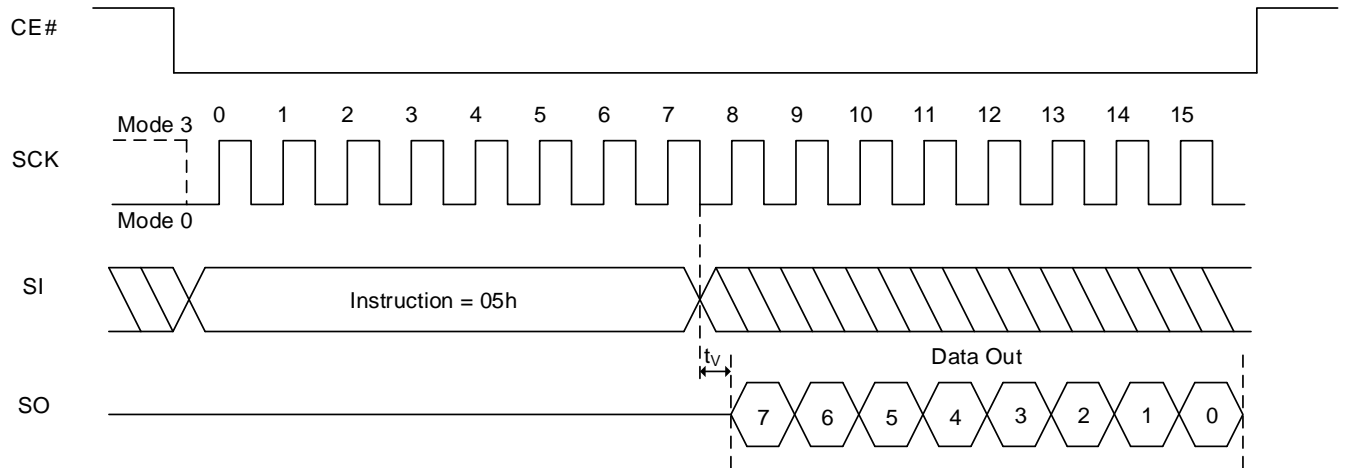 CE#
0 1 2 3 4 5 6 7 8 9 10 11 12 13 14 15
Mode 3
SCK
Mode 0
SI
Instruction = 05h
tV
Data Out
SO
7 6 5 4 3 2 1 0